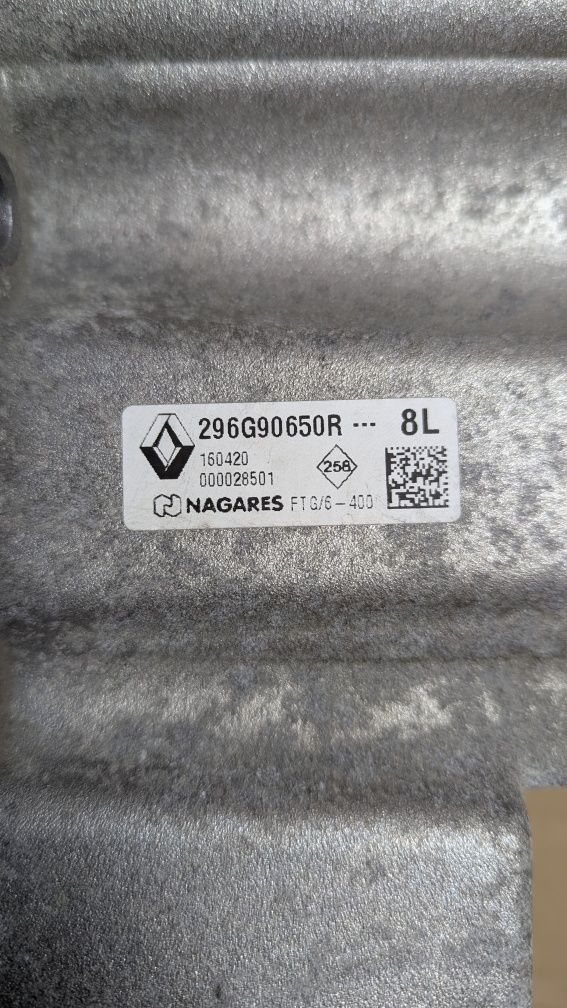 296G90650R --- 8L
160420
258
000028501
NAGARES FTG/6-400